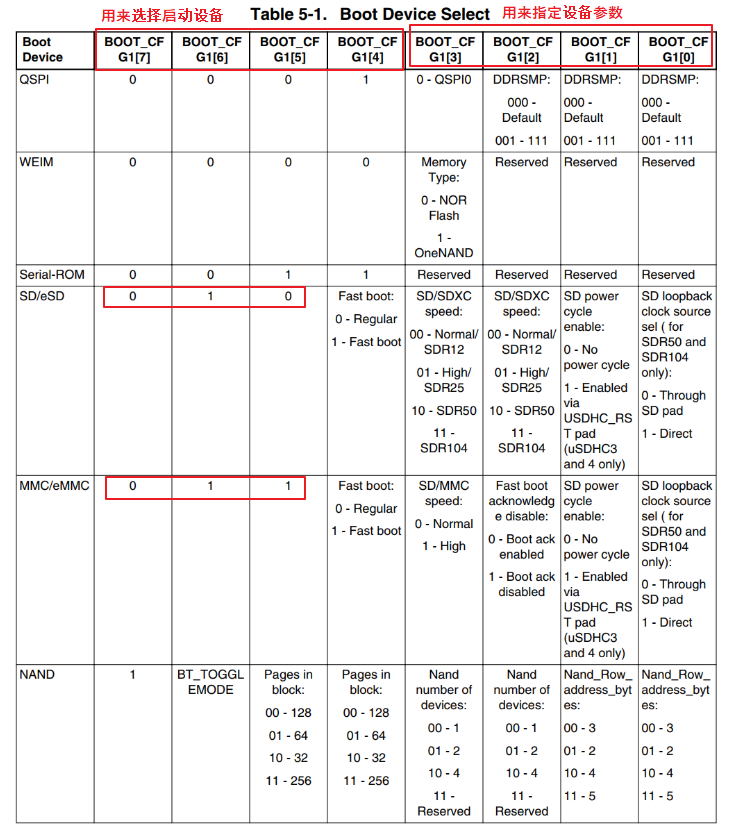 用来选择启动设备
Table 5-1. Boot Device Select
用来指定设备参数
Boot Device | BOOT_CFG1[7] | BOOT_CFG1[6] | BOOT_CFG1[5] | BOOT_CFG1[4] | BOOT_CFG1[3] | BOOT_CFG1[2] | BOOT_CFG1[1] | BOOT_CFG1[0]
QSPI | 0 | 0 | 0 | 1 | 0 - QSPI0 | DDRSMP: 000 - Default 001 - 111 | DDRSMP: 000 - Default 001 - 111 | DDRSMP: 000 - Default 001 - 111
WEIM | 0 | 0 | 0 | 0 | Memory Type: 0 - NOR Flash 1 - OneNAND | Reserved | Reserved | Reserved
Serial-ROM | 0 | 0 | 1 | 1 | Reserved | Reserved | Reserved | Reserved
SD/eSD | 0 | 1 | 0 | Fast boot: 0 - Regular 1 - Fast boot | SD/SDXC speed: 00 - Normal/SDR12 01 - High/SDR25 10 - SDR50 11 - SDR104 | SD/SDXC speed: 00 - Normal/SDR12 01 - High/SDR25 10 - SDR50 11 - SDR104 | SD power cycle enable: 0 - No power cycle 1 - Enabled via USDHC_RST pad (uSDHC3 and 4 only) | SD loopback clock source sel ( for SDR50 and SDR104 only): 0 - Through SD pad 1 - Direct
MMC/eMMC | 0 | 1 | 1 | Fast boot: 0 - Regular 1 - Fast boot | SD/MMC speed: 0 - Normal 1 - High | Fast boot acknowledge disable: 0 - Boot ack enabled 1 - Boot ack disabled | SD power cycle enable: 0 - No power cycle 1 - Enabled via USDHC_RST pad (uSDHC3 and 4 only) | SD loopback clock source sel ( for SDR50 and SDR104 only): 0 - Through SD pad 1 - Direct
NAND | 1 | BT_TOGGLEMODE | Pages in block: 00 - 128 01 - 64 10 - 32 11 - 256 | Pages in block: 00 - 128 01 - 64 10 - 32 11 - 256 | Nand number of devices: 00 - 1 01 - 2 10 - 4 11 - Reserved | Nand number of devices: 00 - 1 01 - 2 10 - 4 11 - Reserved | Nand_Row_address_bytes: 00 - 3 01 - 2 10 - 4 11 - 5 | Nand_Row_address_bytes: 00 - 3 01 - 2 10 - 4 11 - 5